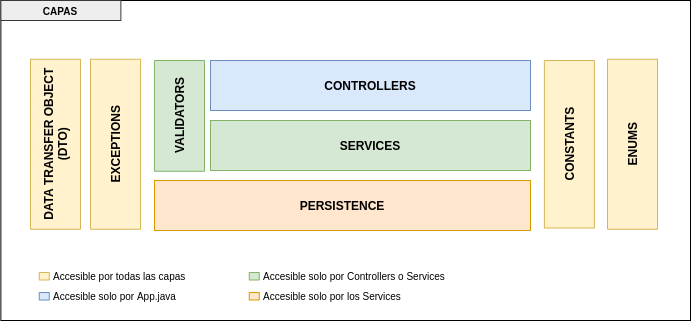 CAPAS
DATA TRANSFER OBJECT
(DTO)
EXCEPTIONS
VALIDATORS
CONTROLLERS
SERVICES
PERSISTENCE
CONSTANTS
ENUMS
Accesible por todas las capas
Accesible solo por Controllers o Services
Accesible solo por App.java
Accesible solo por los Services